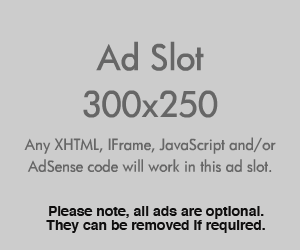 Ad Slot
300x250
Any XHTML, IFrame, JavaScript and/or
AdSense code will work in this ad slot.
Please note, all ads are optional.
They can be removed if required.